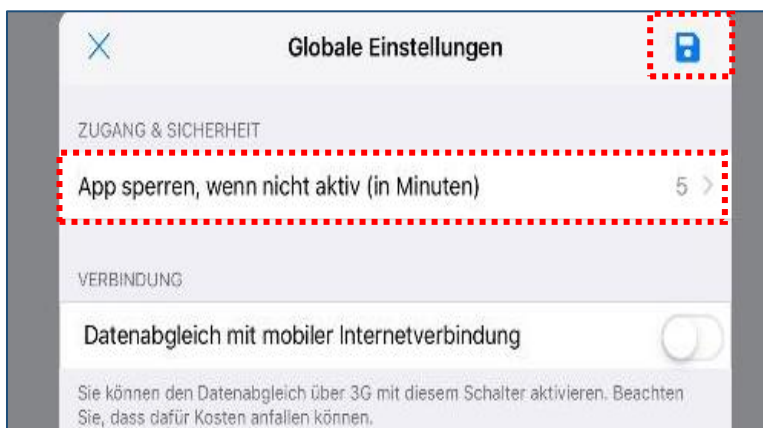 Globale Einstellungen
ZUGANG & SICHERHEIT
App sperren, wenn nicht aktiv (in Minuten) 5
VERBINDUNG
Datenabgleich mit mobiler Internetverbindung
Sie können den Datenabgleich über 3G mit diesem Schalter aktivieren. Beachten
Sie, dass dafür Kosten anfallen können.